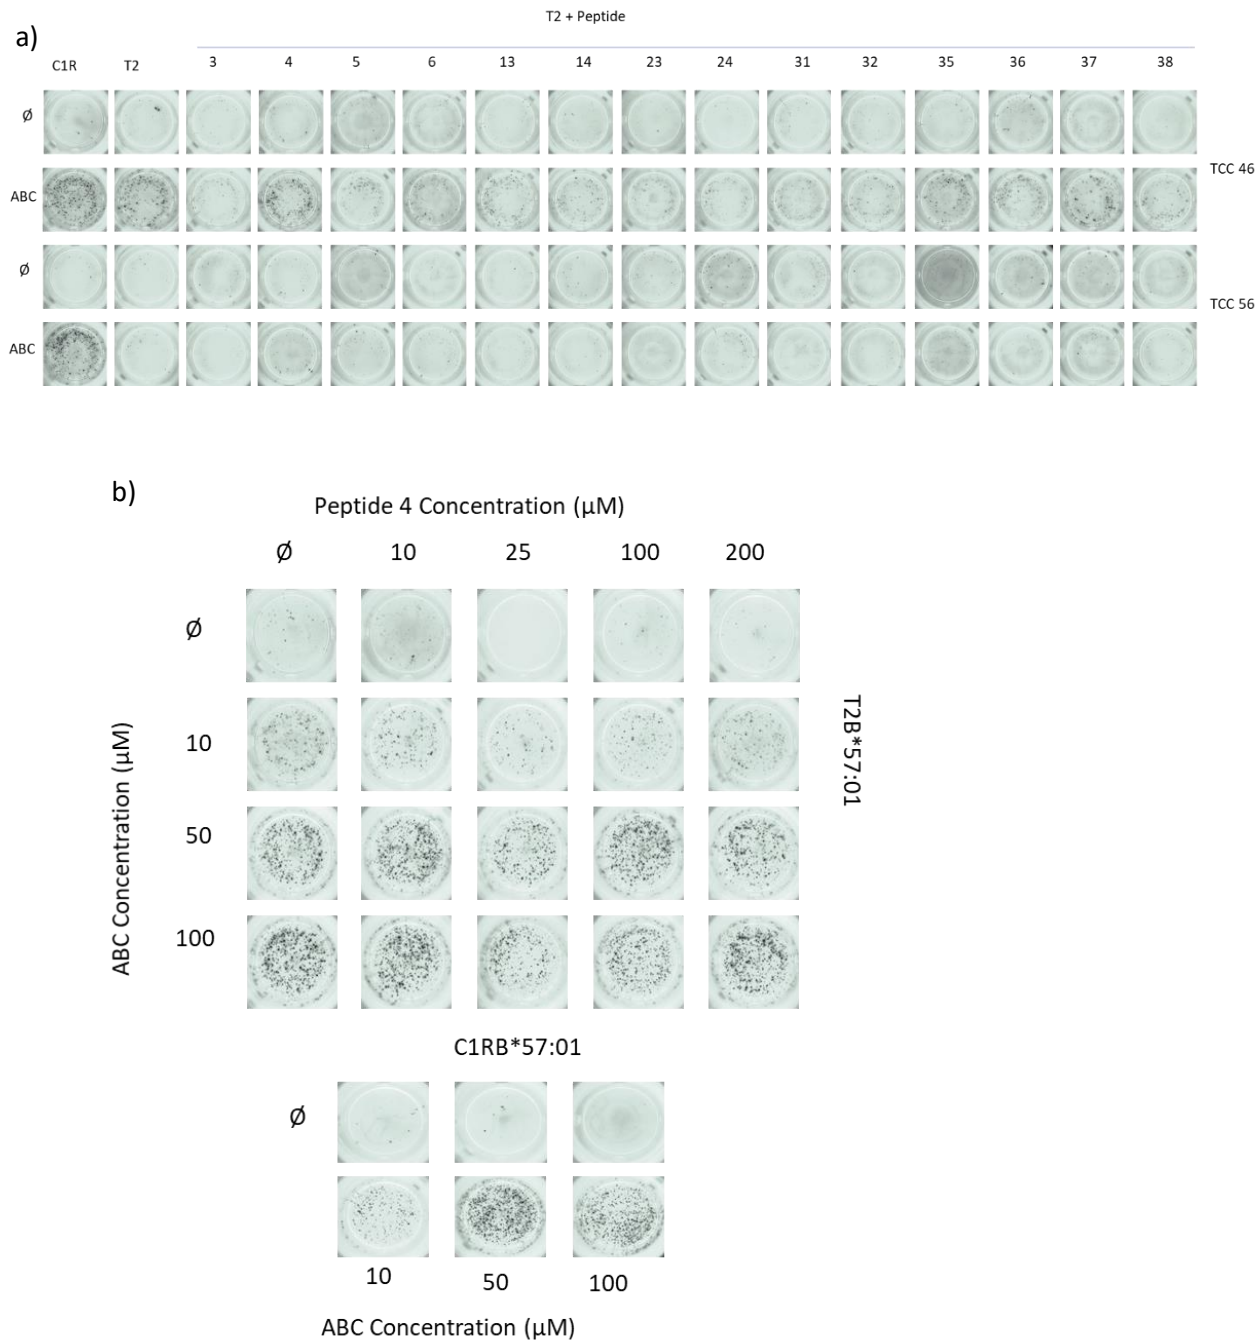 a)
T2 + Peptide
C1R T2 3 4 5 6 13 14 23 24 31 32 35 36 37 38
Ø
ABC
TCC 46
Ø
ABC
TCC 56
b)
Peptide 4 Concentration (µM)
Ø 10 25 100 200
Ø
10
50
100
ABC Concentration (µM)
T2B*57:01
C1RB*57:01
Ø
10 50 100
ABC Concentration (µM)